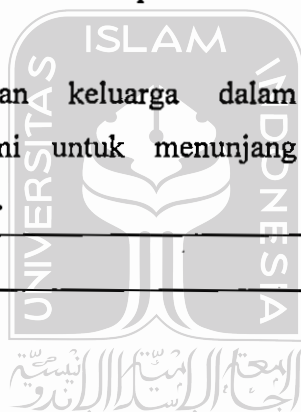 ISLAM
UNIVERSITAS
INDONESIA
an keluarga dalam
ni untuk menunjang